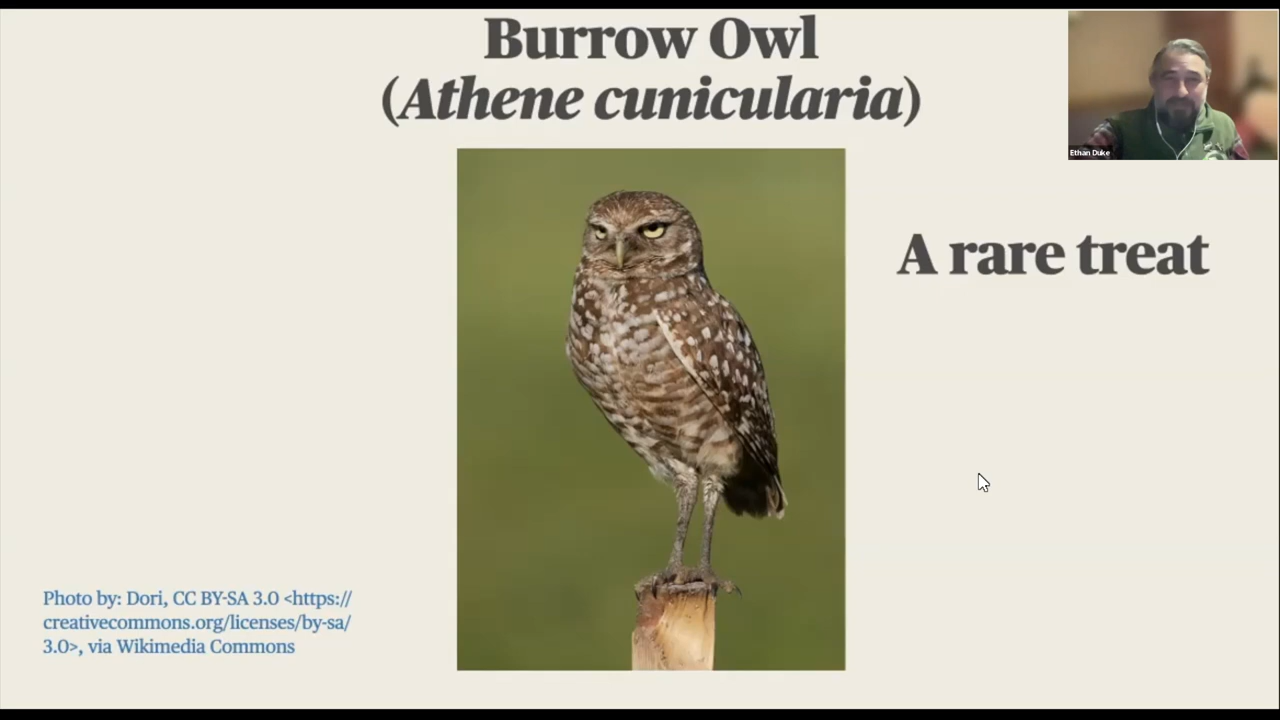 Burrow Owl
(Athene cunicularia)
Ethan Duke
A rare treat
Photo by: Dori, CC BY-SA 3.0 <https://
creativecommons.org/licenses/by-sa/
3.0>, via Wikimedia Commons